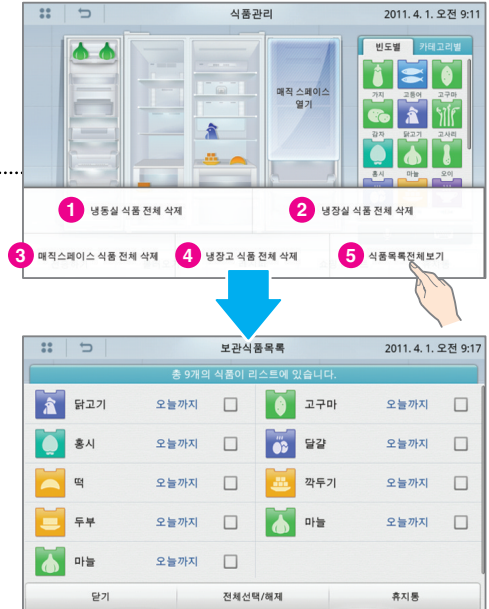 식품관리
2011. 4. 1. 오전 9:11
빈도별 카테고리별
매직 스페이스
열기
가지 고등어 고구마
감자 닭고기 고사리
홍시 마늘 오이
1 냉동실 식품 전체 삭제
2 냉장실 식품 전체 삭제
3 매직스페이스 식품 전체 삭제
4 냉장고 식품 전체 삭제
5 식품목록전체보기
보관식품목록
2011. 4. 1. 오전 9:17
총 9개의 식품이 리스트에 있습니다.
닭고기 오늘까지
고구마 오늘까지
홍시 오늘까지
달걀 오늘까지
떡 오늘까지
깍두기 오늘까지
두부 오늘까지
마늘 오늘까지
마늘 오늘까지
닫기
전체선택/해제
휴지통